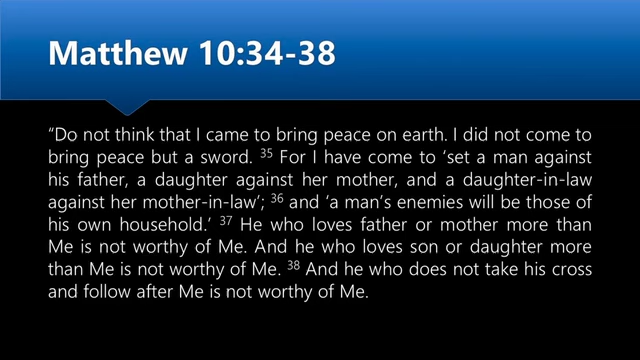 Matthew 10:34-38
“Do not think that I came to bring peace on earth. I did not come to
bring peace but a sword. ³⁵ For I have come to ‘set a man against
his father, a daughter against her mother, and a daughter-in-law
against her mother-in-law’; ³⁶ and ‘a man’s enemies will be those of
his own household.’ ³⁷ He who loves father or mother more than
Me is not worthy of Me. And he who loves son or daughter more
than Me is not worthy of Me. ³⁸ And he who does not take his cross
and follow after Me is not worthy of Me.